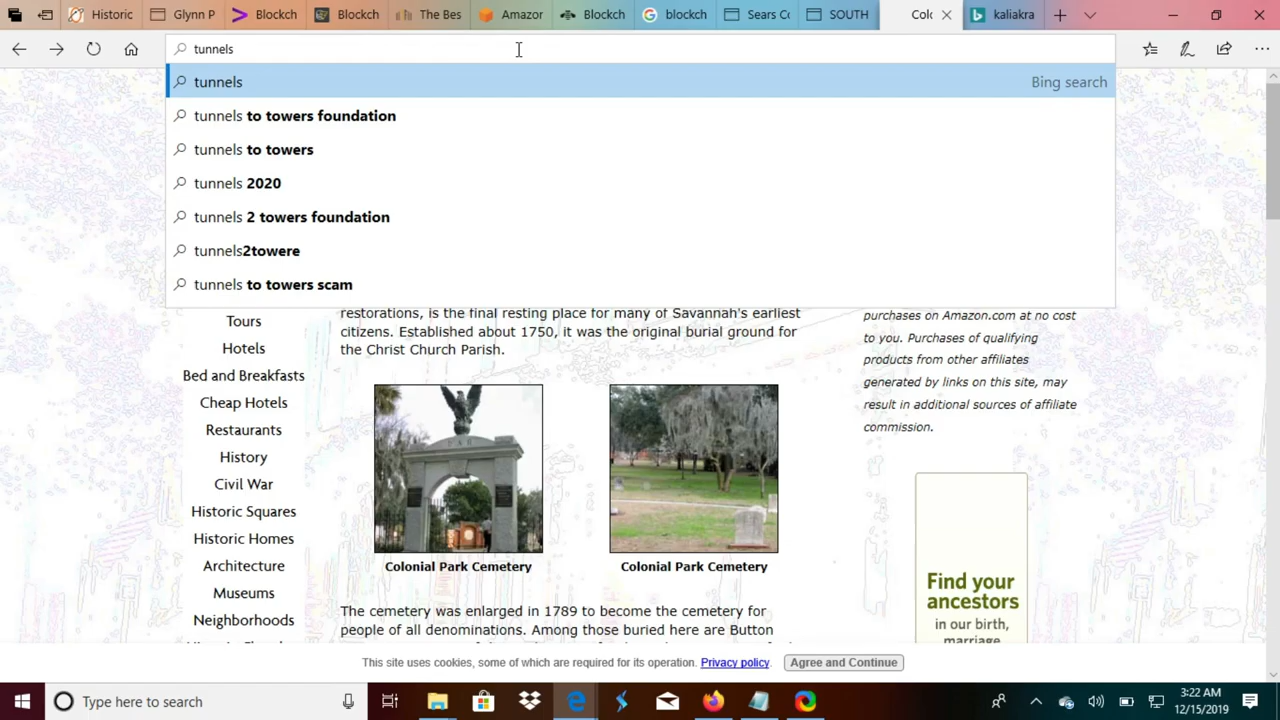 Historic
Glynn P
Blockch
Blockch
The Bes
Amazor
Blockch
blockch
Sears Co
SOUTH
Colo
kaliakra
tunnels
tunnels Bing search
tunnels to towers foundation
tunnels to towers
tunnels 2020
tunnels 2 towers foundation
tunnels2towere
tunnels to towers scam
Tours
Hotels
Bed and Breakfasts
Cheap Hotels
Restaurants
History
Civil War
Historic Squares
Historic Homes
Architecture
Museums
Neighborhoods
restorations, is the final resting place for many of Savannah's earliest
citizens. Established about 1750, it was the original burial ground for
the Christ Church Parish.
Colonial Park Cemetery
Colonial Park Cemetery
The cemetery was enlarged in 1789 to become the cemetery for
people of all denominations. Among those buried here are Button
purchases on Amazon.com at no cost
to you. Purchases of qualifying
products from other affiliates
generated by links on this site, may
result in additional sources of affiliate
commission.
Find your
ancestors
in our birth,
marriage
This site uses cookies, some of which are required for its operation. Privacy policy. Agree and Continue
Type here to search
3:22 AM
12/15/2019